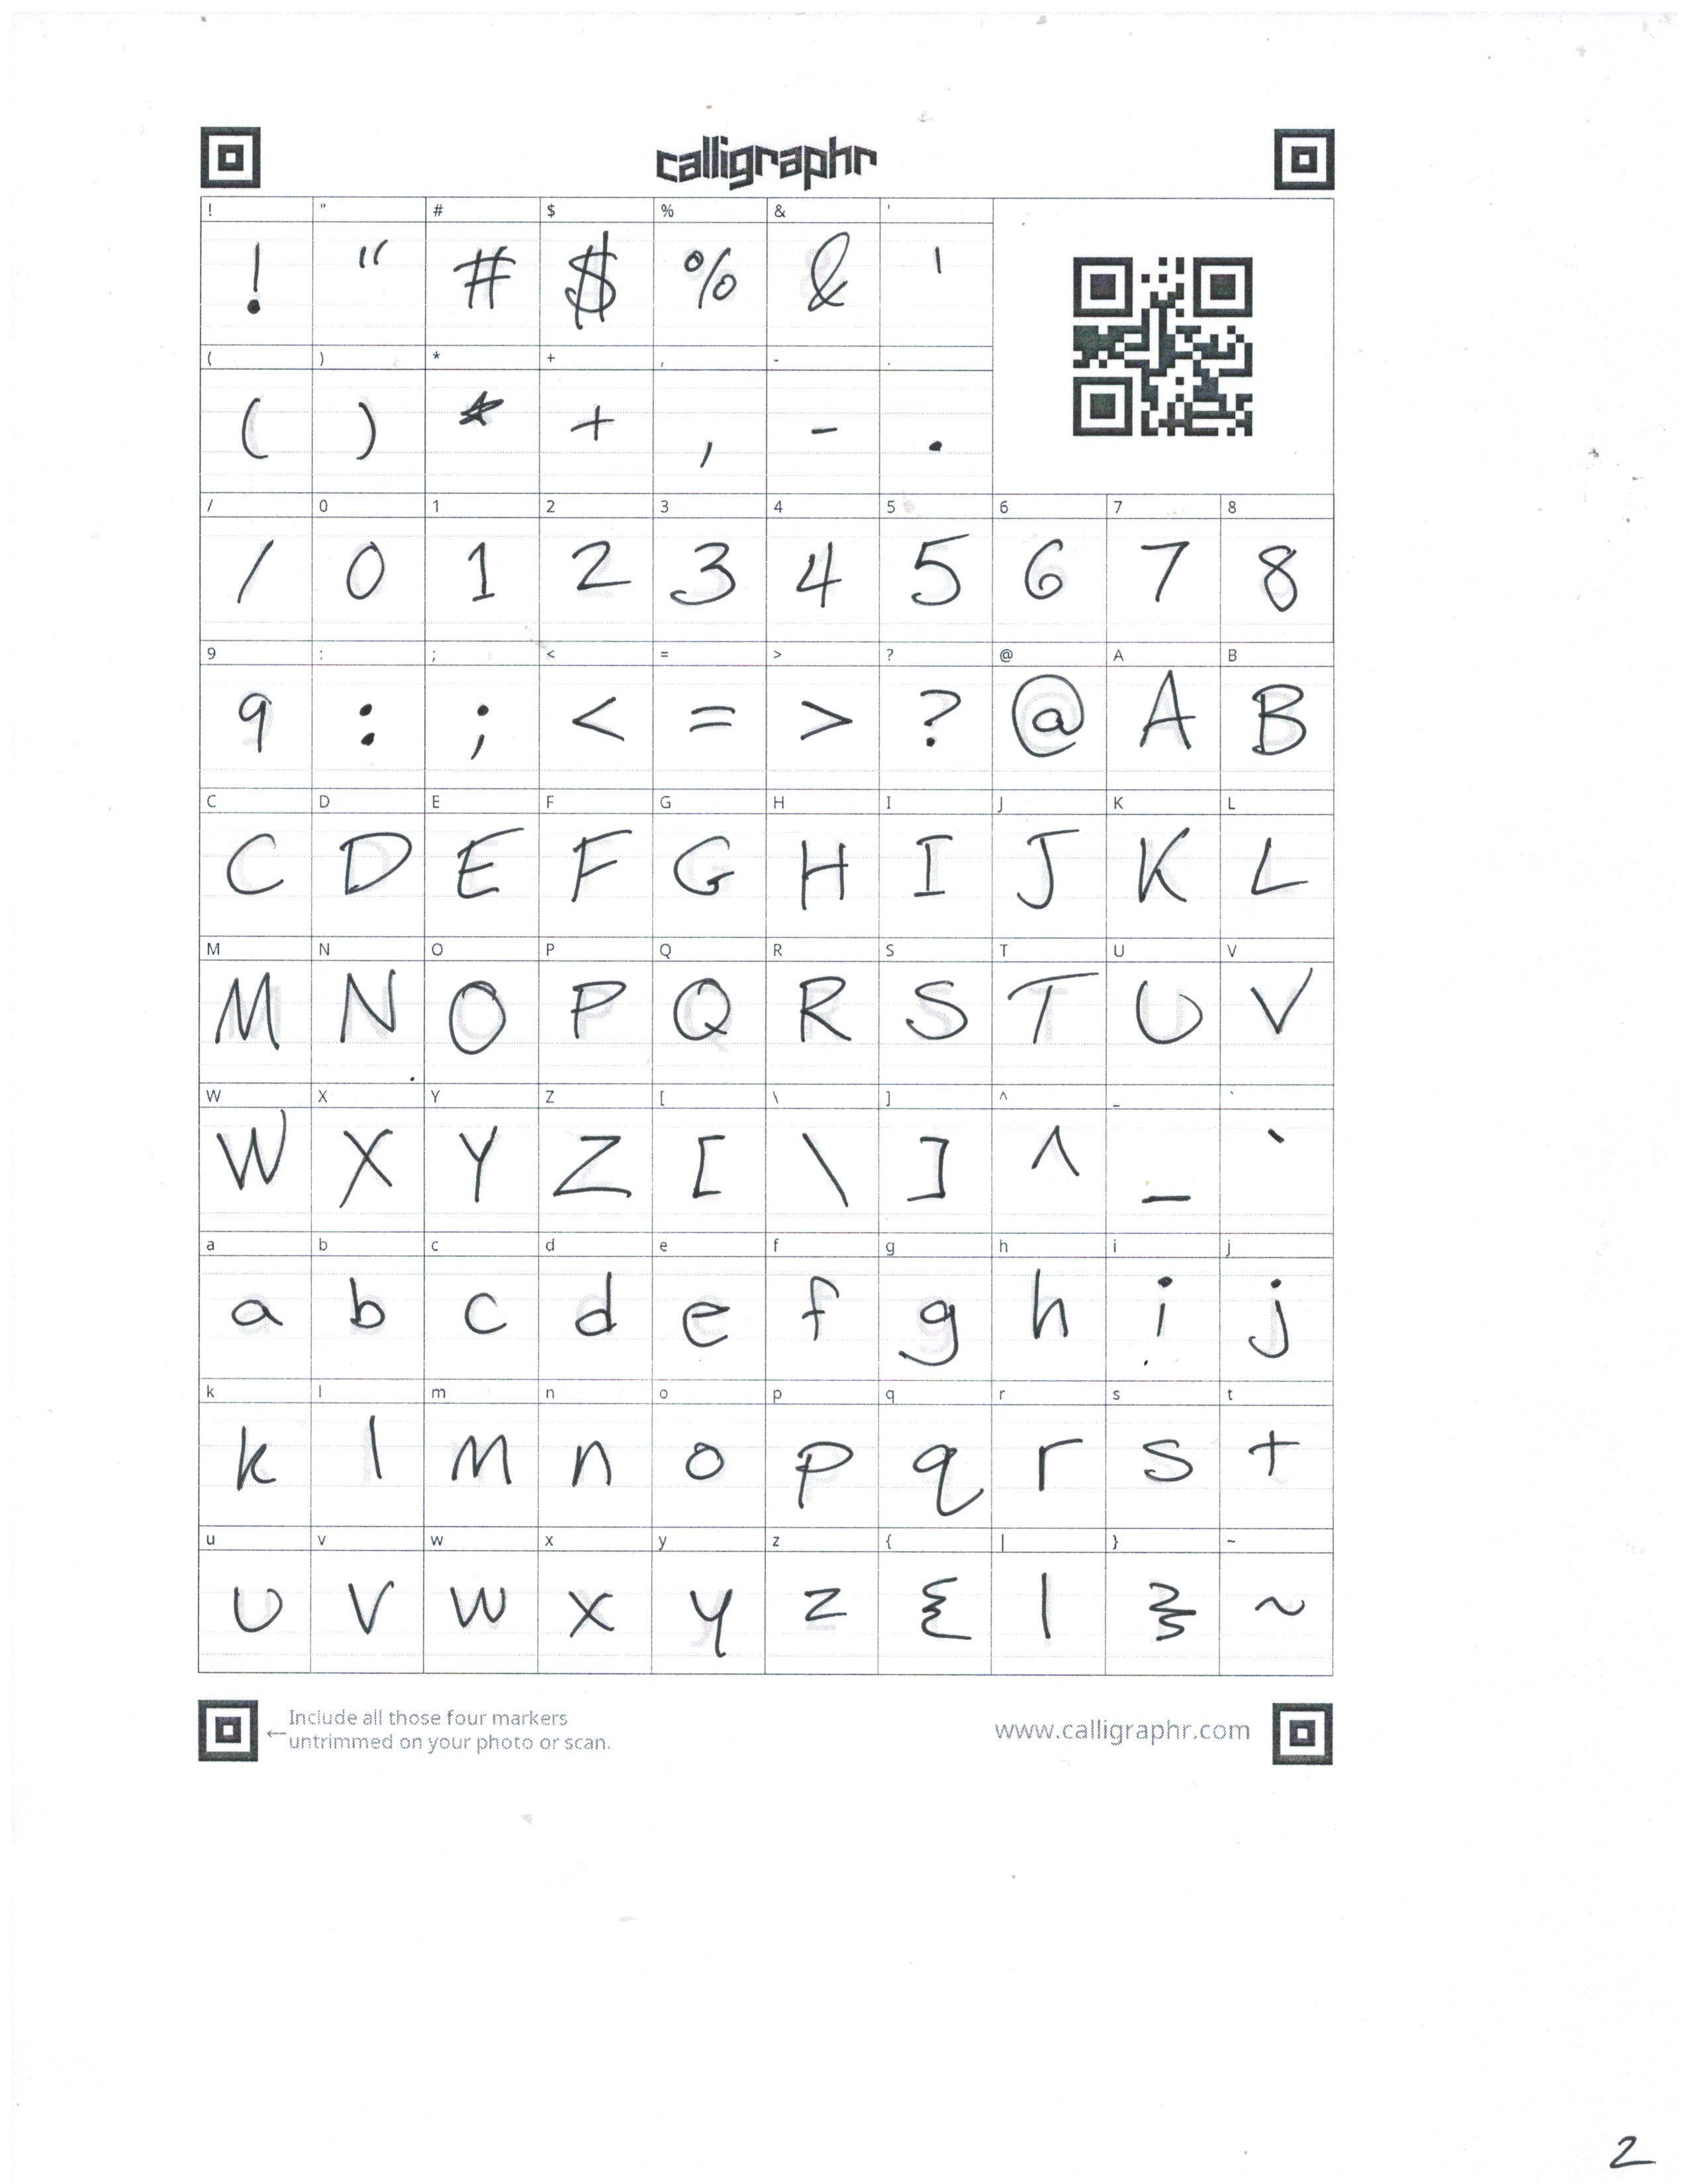 calligraphr
! " # $ % & '
! " # $ % & '
( ) * + , - .
( ) * + , - .
/ 0 1 2 3 4 5 6 7 8
/ 0 1 2 3 4 5 6 7 8
9 : ; < = > ? @ A B
9 : ; < = > ? @ A B
C D E F G H I J K L
C D E F G H I J K L
M N O P Q R S T U V
M N O P Q R S T U V
W X Y Z [ \ ] ^ _ `
W X Y Z [ \ ] ^ _ `
a b c d e f g h i j
a b c d e f g h i j
k l m n o p q r s t
k l m n o p q r s t
u v w x y z { | } ~
u v w x y z { | } ~
←Include all those four markers
untrimmed on your photo or scan.
www.calligraphr.com
2